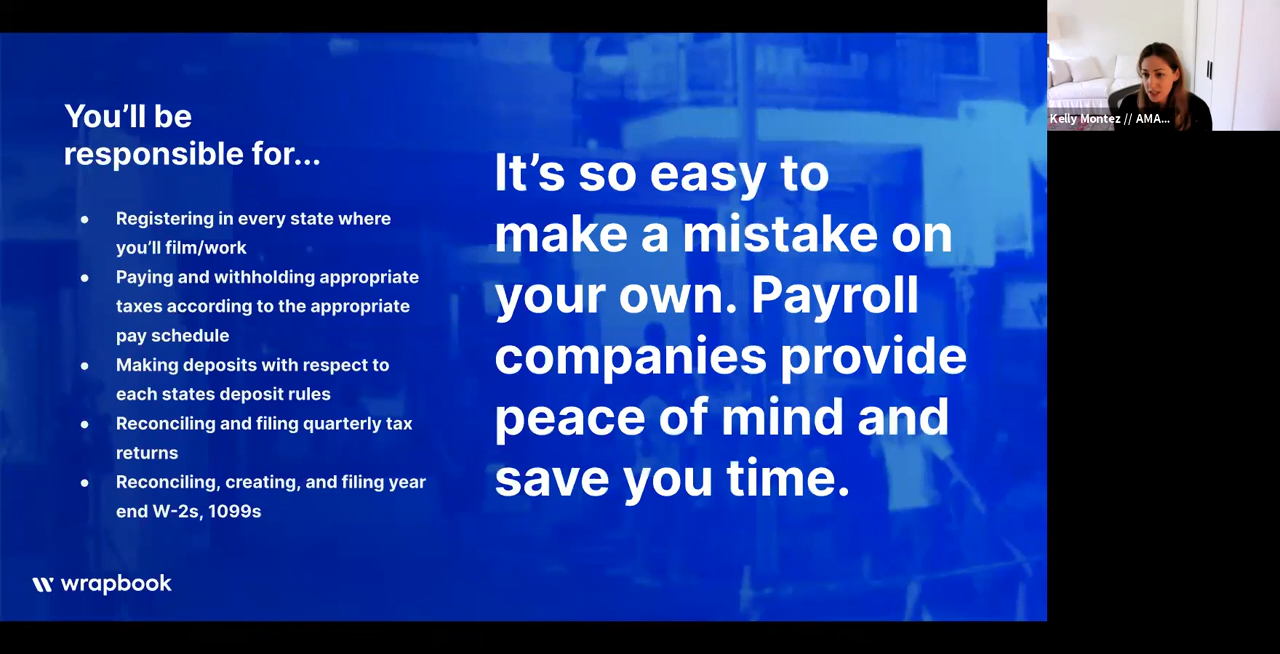 You’ll be
responsible for...
● Registering in every state where
you’ll film/work
● Paying and withholding appropriate
taxes according to the appropriate
pay schedule
● Making deposits with respect to
each states deposit rules
● Reconciling and filing quarterly tax
returns
● Reconciling, creating, and filing year
end W-2s, 1099s
It’s so easy to
make a mistake on
your own. Payroll
companies provide
peace of mind and
save you time.
wrapbook
Kelly Montez // AMA...